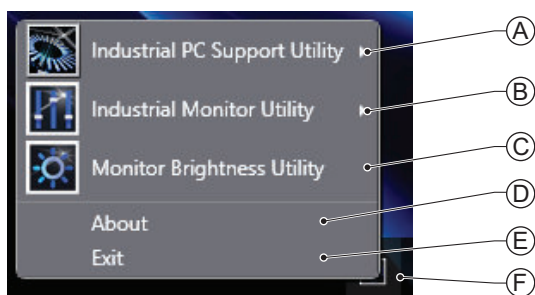 Industrial PC Support Utility
A
Industrial Monitor Utility
B
Monitor Brightness Utility
C
About
D
Exit
E
F